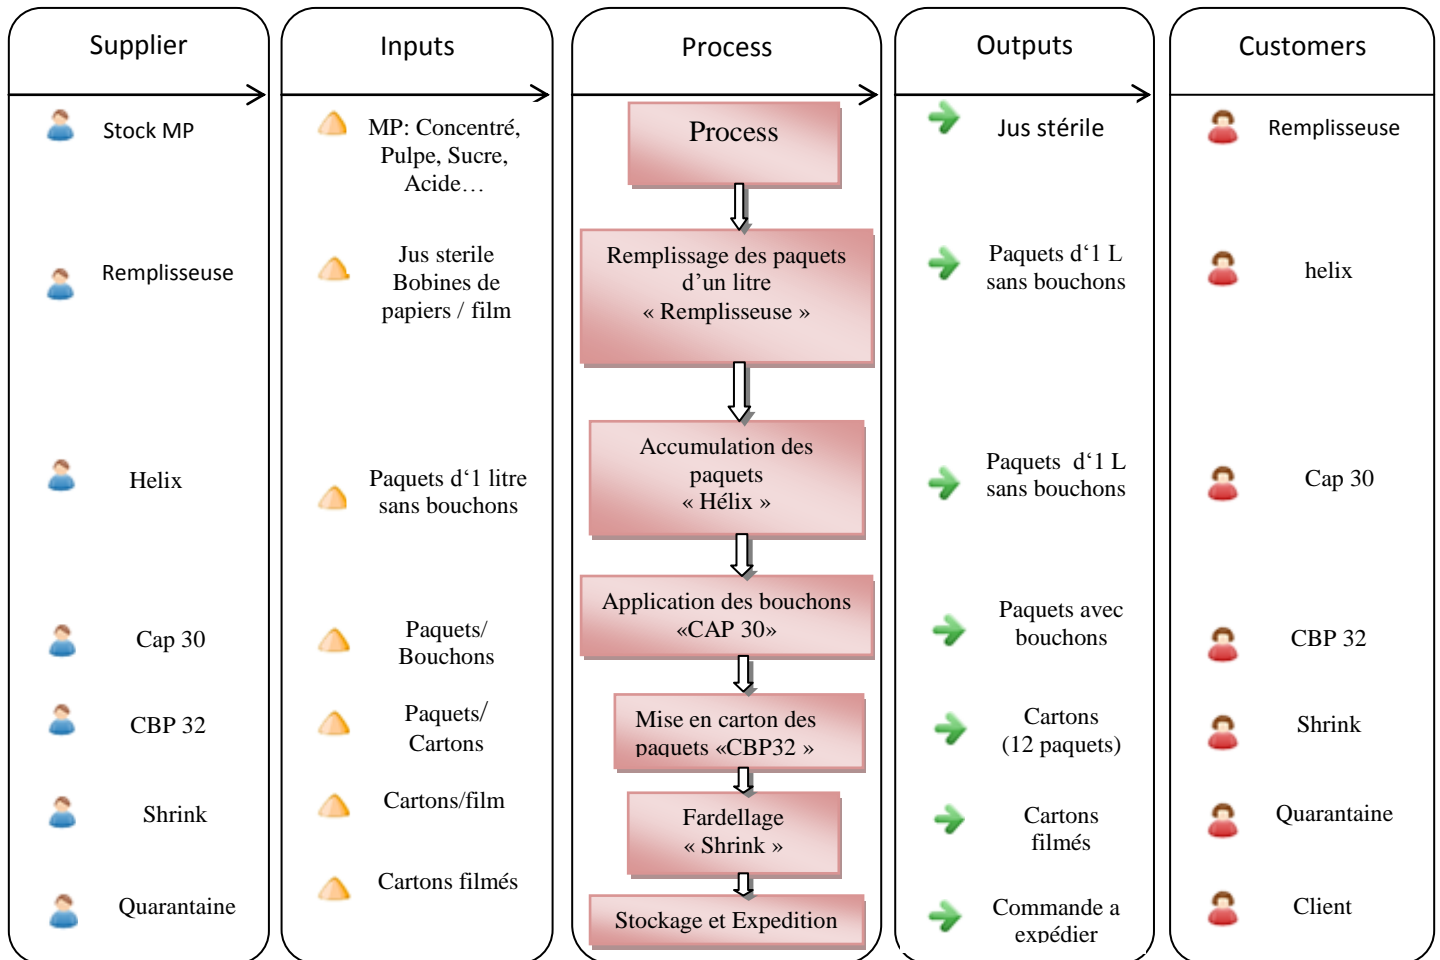 Supplier
Inputs
Process
Outputs
Customers
Stock MP
MP: Concentré,
Pulpe, Sucre,
Acide…
Process
Jus stérile
Remplisseuse
Remplisseuse
Jus sterile
Bobines de
papiers / film
Remplissage des paquets
d’un litre
« Remplisseuse »
Paquets d‘1 L
sans bouchons
helix
Helix
Paquets d‘1 litre
sans bouchons
Accumulation des
paquets
« Hélix »
Paquets d‘1 L
sans bouchons
Cap 30
Cap 30
Paquets/
Bouchons
Application des bouchons
«CAP 30»
Paquets avec
bouchons
CBP 32
CBP 32
Paquets/
Cartons
Mise en carton des
paquets «CBP32 »
Cartons
(12 paquets)
Shrink
Shrink
Cartons/film
Fardellage
« Shrink »
Cartons
filmés
Quarantaine
Quarantaine
Cartons filmés
Stockage et Expedition
Commande a
expédier
Client